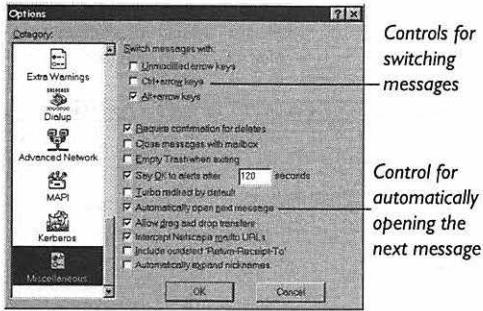 Options
Category:
Extra Warnings
Dialup
Advanced Network
MAPI
Kerberos
Miscellaneous
Switch messages with:
Unmodified arrow keys
Ctrl+arrow keys
Alt+arrow keys
Require confirmation for deletes
Close messages with mailbox
Empty Trash when exiting
Say OK to alerts after 120 seconds
Turbo redirect by default
Automatically open next message
Allow drag and drop transfers
Intercept Netscape mailto URLs
Include outdated 'Return-Receipt-To'
Automatically expand nicknames
OK
Cancel
Controls for
switching
messages
Control for
automatically
opening the
next message